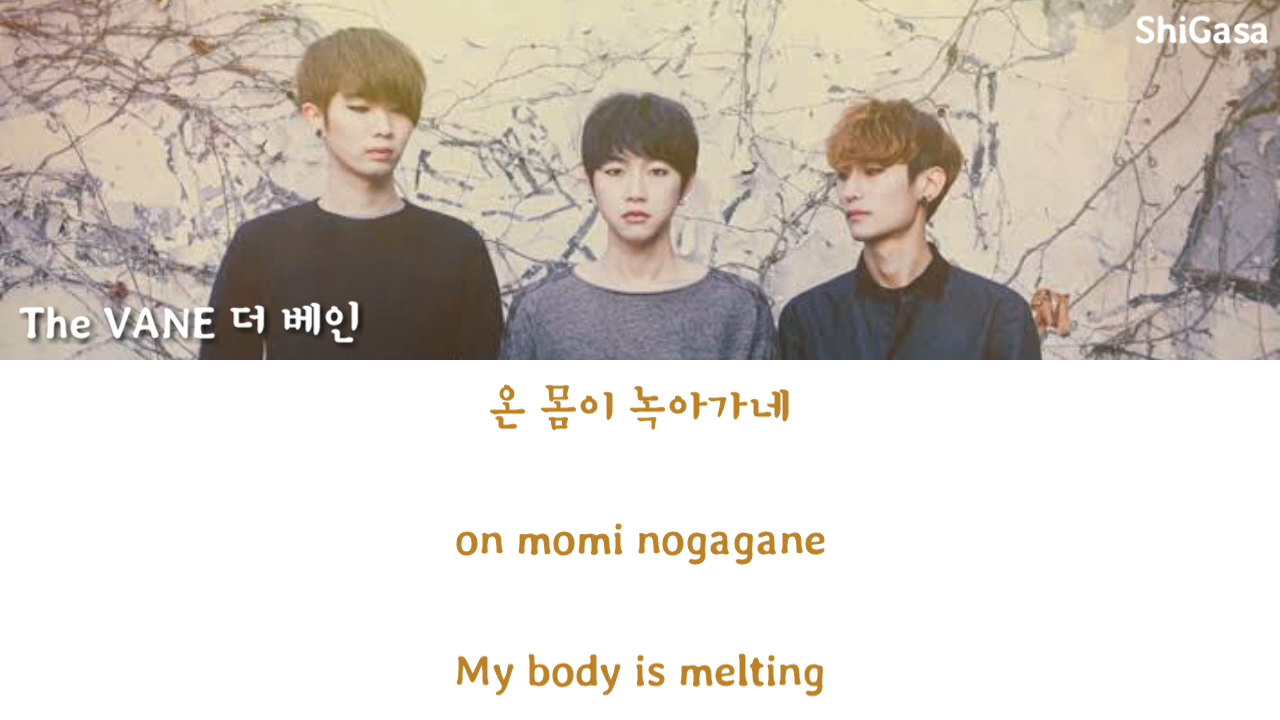 ShiGasa
The VANE 더 베인
온 몸이 녹아가네
on momi nogagane
My body is melting